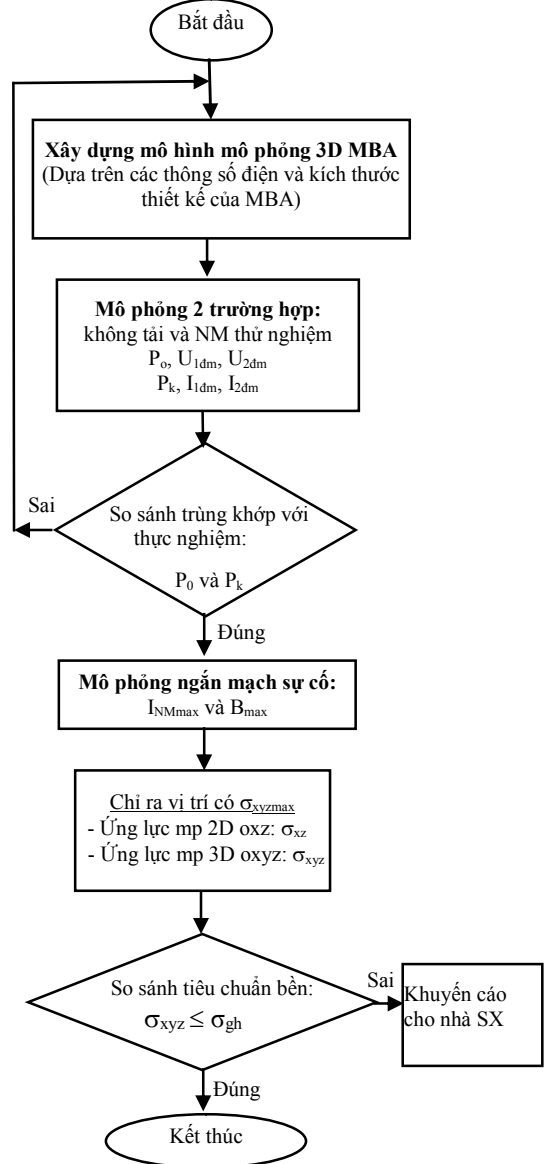 Bắt đầu
Xây dựng mô hình mô phỏng 3D MBA
(Dựa trên các thông số điện và kích thước
thiết kế của MBA)
Mô phỏng 2 trường hợp:
không tải và NM thử nghiệm
Pₒ, U₁đm, U₂đm
Pₖ, I₁đm, I₂đm
Sai
So sánh trùng khớp với
thực nghiệm:
P₀ và Pₖ
Đúng
Mô phỏng ngắn mạch sự cố:
INMmax và Bmax
Chỉ ra vị trí có σxyzmax
- Ứng lực mp 2D oxz: σxz
- Ứng lực mp 3D oxyz: σxyz
So sánh tiêu chuẩn bền:
σxyz ≤ σgh
Sai
Khuyến cáo
cho nhà SX
Đúng
Kết thúc